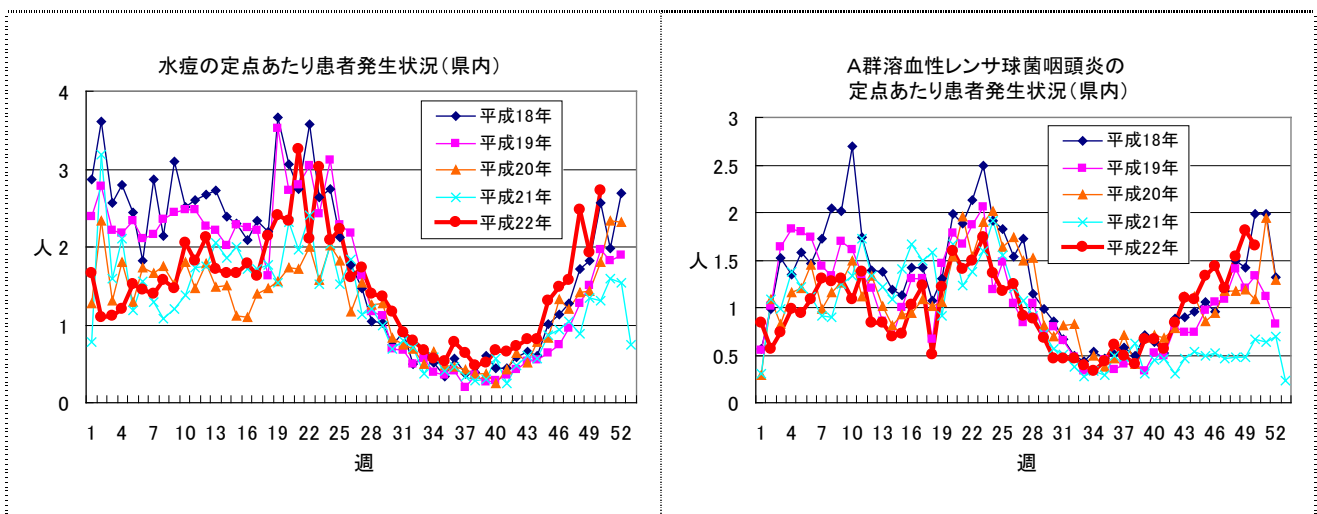 水痘の定点あたり患者発生状況(県内)
4
3
2
1
0
人
平成18年
平成19年
平成20年
平成21年
平成22年
1 4 7 10 13 16 19 22 25 28 31 34 37 40 43 46 49 52
週
A群溶血性レンサ球菌咽頭炎の
定点あたり患者発生状況(県内)
3
2.5
2
1.5
1
0.5
0
人
平成18年
平成19年
平成20年
平成21年
平成22年
1 4 7 10 13 16 19 22 25 28 31 34 37 40 43 46 49 52
週